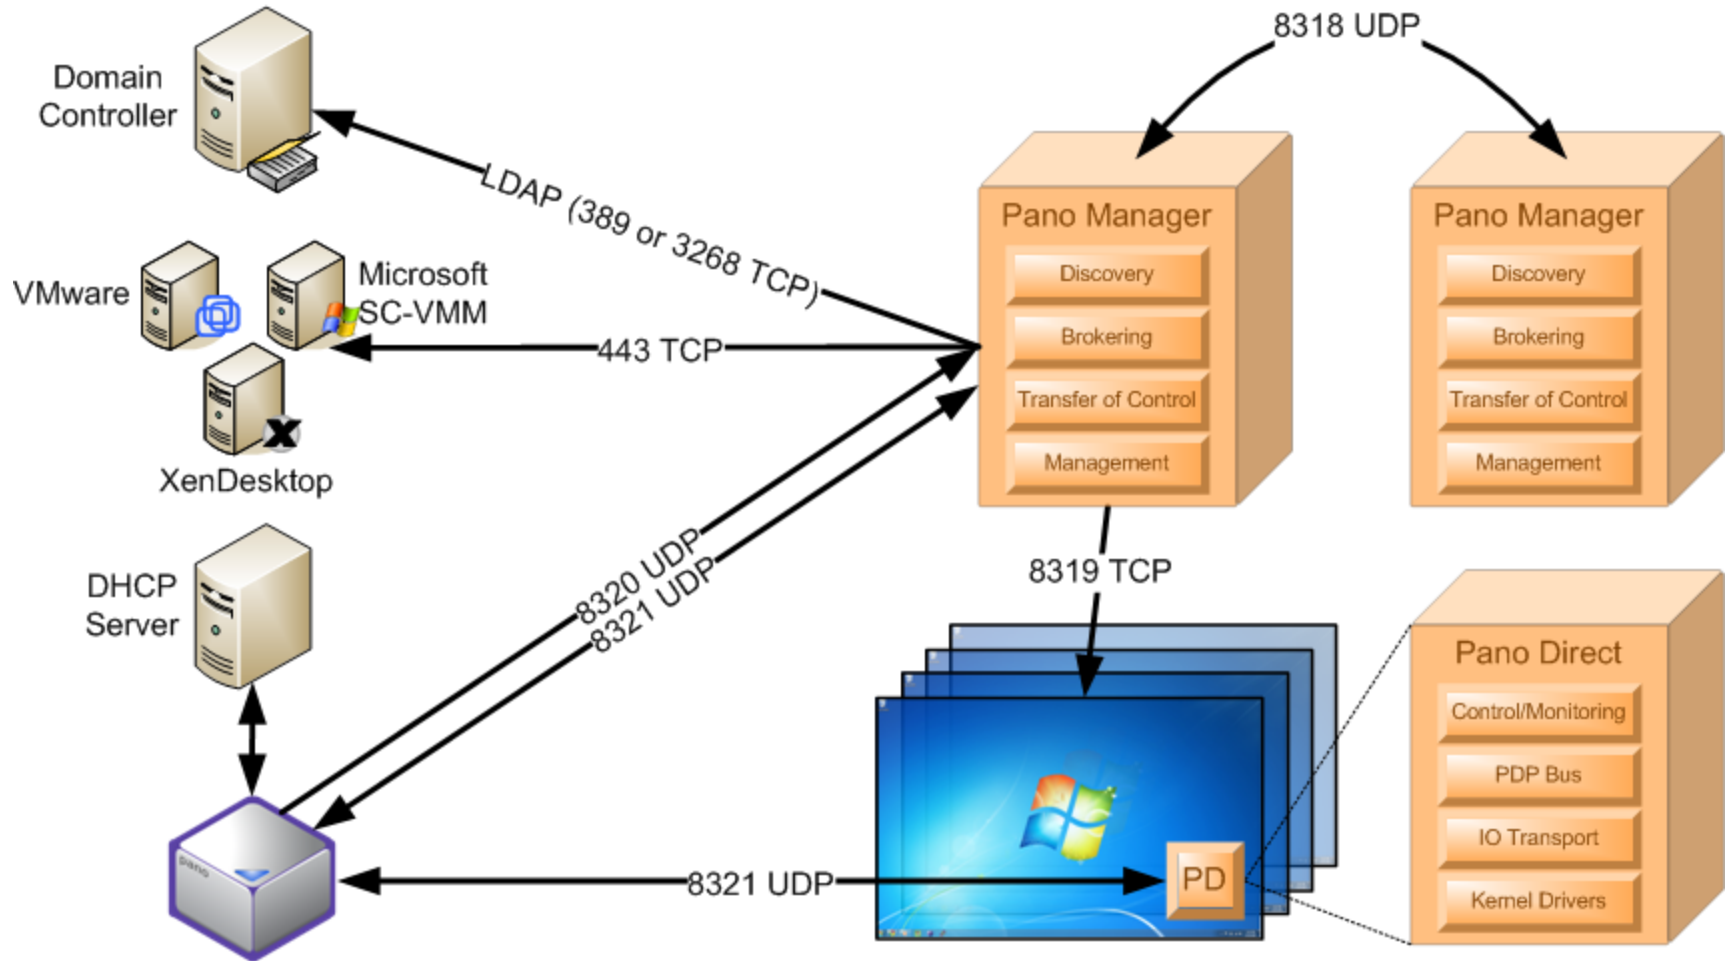 8318 UDP
Domain
Controller
LDAP (389 or 3268 TCP)
VMware
Microsoft
SC-VMM
443 TCP
XenDesktop
Pano Manager
Discovery
Brokering
Transfer of Control
Management
Pano Manager
Discovery
Brokering
Transfer of Control
Management
DHCP
Server
8320 UDP
8321 UDP
8319 TCP
pano
8321 UDP
PD
Pano Direct
Control/Monitoring
PDP Bus
IO Transport
Kernel Drivers